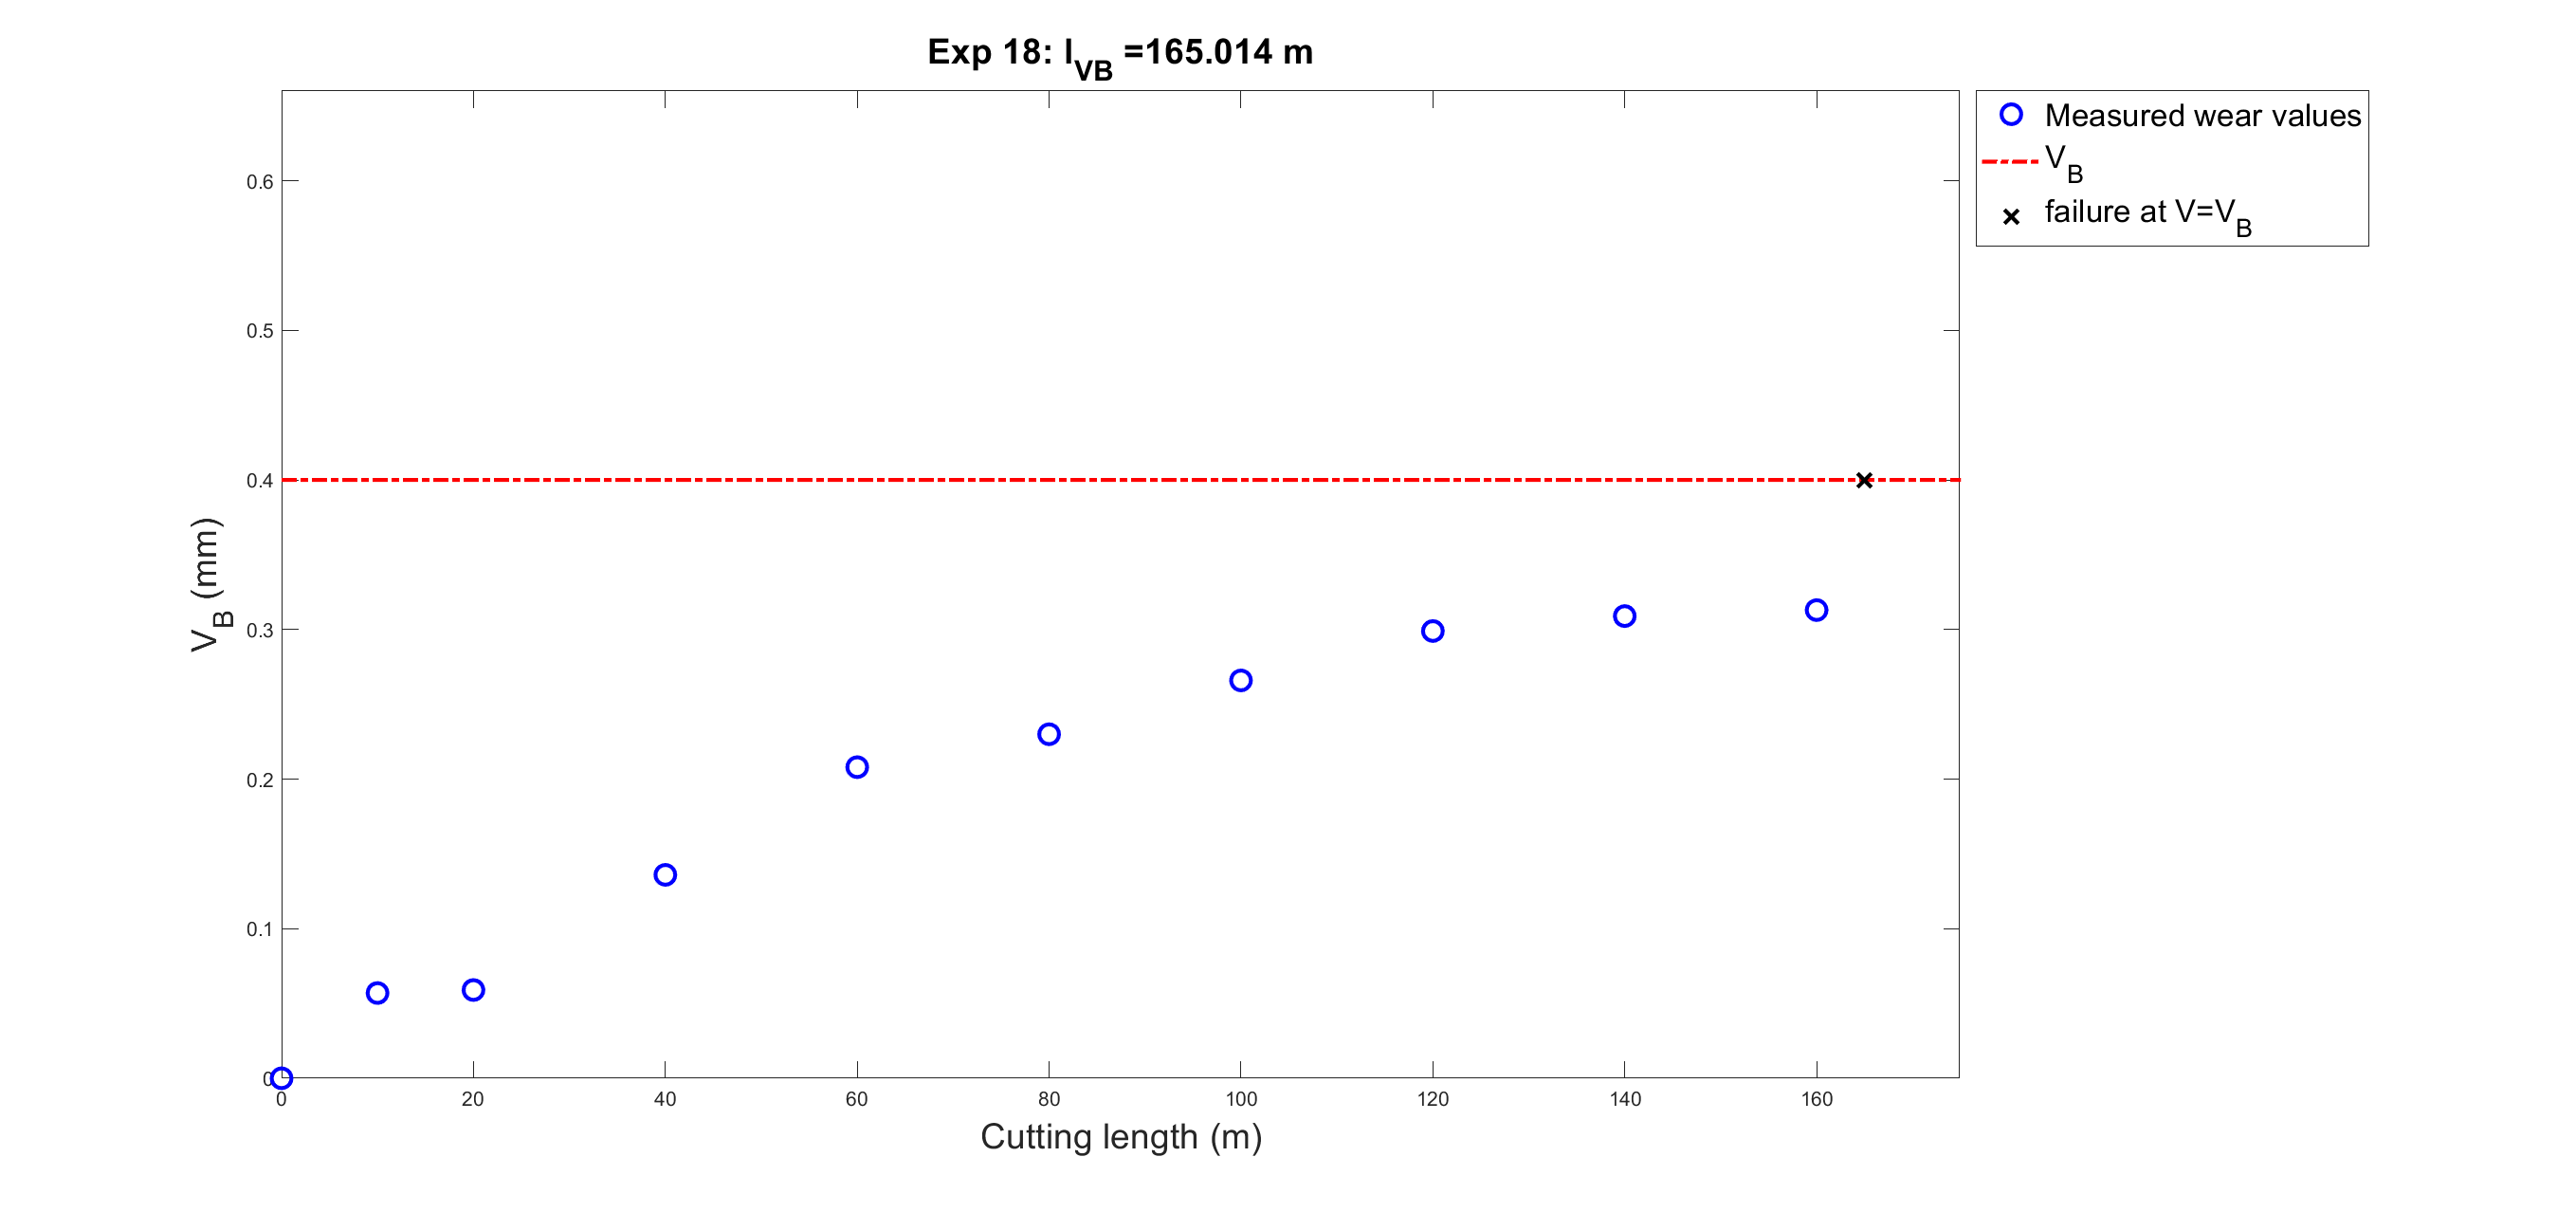 Exp 18: l_VB =165.014 m
Measured wear values
V_B
failure at V=V_B
0.6
0.5
0.4
0.3
0.2
0.1
0
V_B (mm)
0 20 40 60 80 100 120 140 160
Cutting length (m)